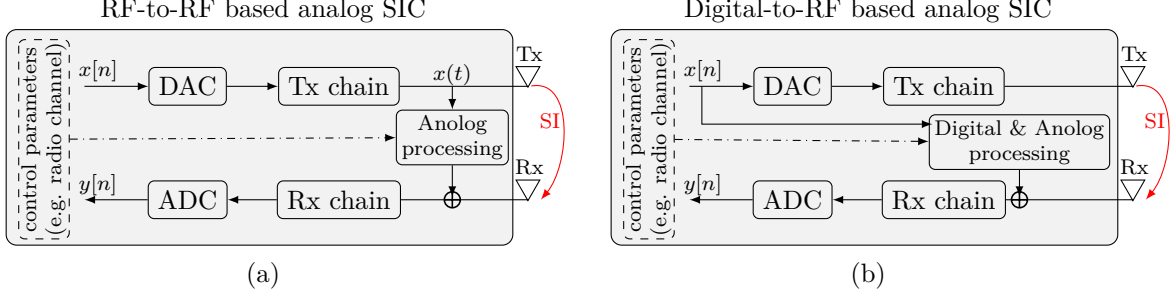 RF-to-RF based analog SIC
control parameters
(e.g. radio channel)
x[n]
DAC
Tx chain
x(t)
Tx
Anolog
processing
SI
y[n]
ADC
Rx chain
Rx
(a)
Digital-to-RF based analog SIC
control parameters
(e.g. radio channel)
x[n]
DAC
Tx chain
Tx
Digital & Anolog
processing
SI
y[n]
ADC
Rx chain
Rx
(b)